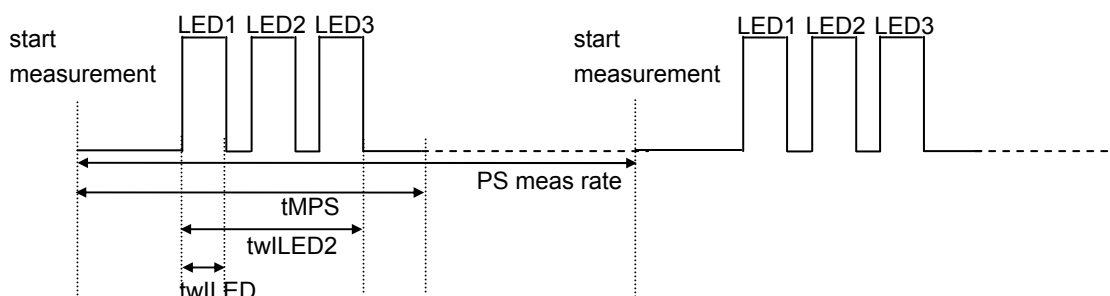 LED1 LED2 LED3
start
measurement
start
measurement
LED1 LED2 LED3
PS meas rate
tMPS
twILED2
twILED